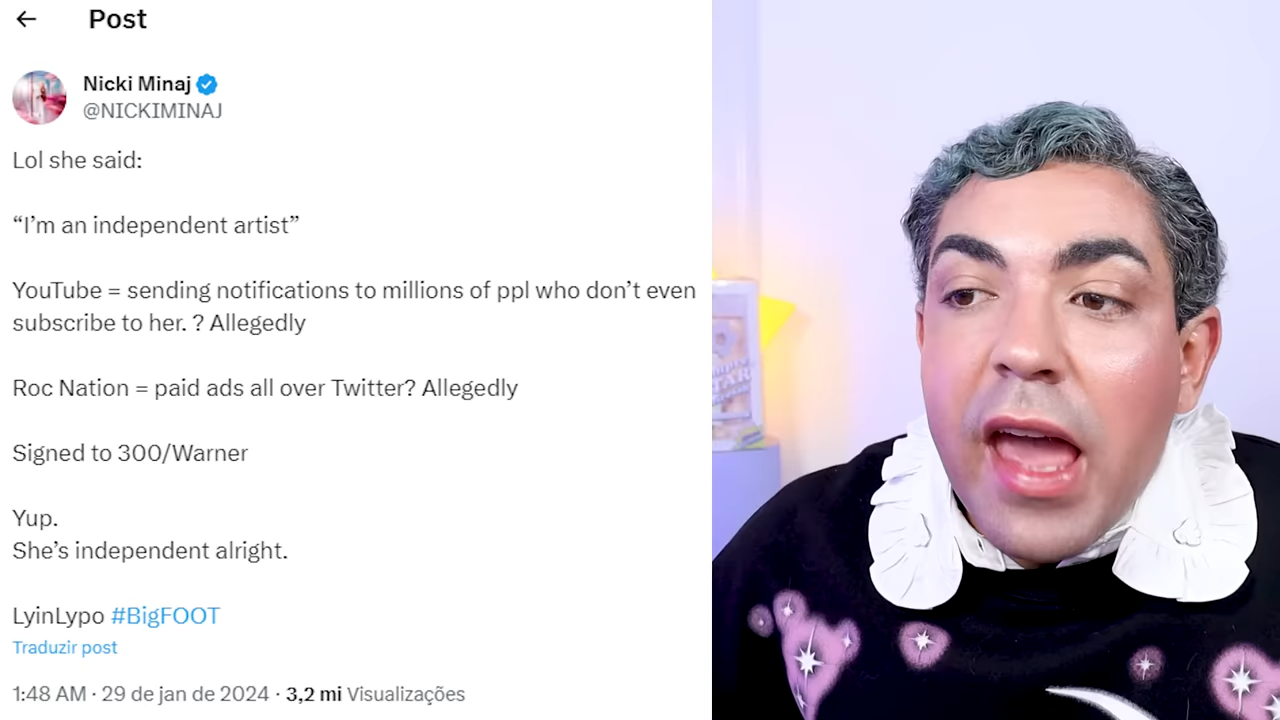 Post
Nicki Minaj
@NICKIMINAJ
Lol she said:
“I’m an independent artist”
YouTube = sending notifications to millions of ppl who don’t even
subscribe to her. ? Allegedly
Roc Nation = paid ads all over Twitter? Allegedly
Signed to 300/Warner
Yup.
She’s independent alright.
LyinLypo #BigFOOT
Traduzir post
1:48 AM · 29 de jan de 2024 · 3,2 mi Visualizações